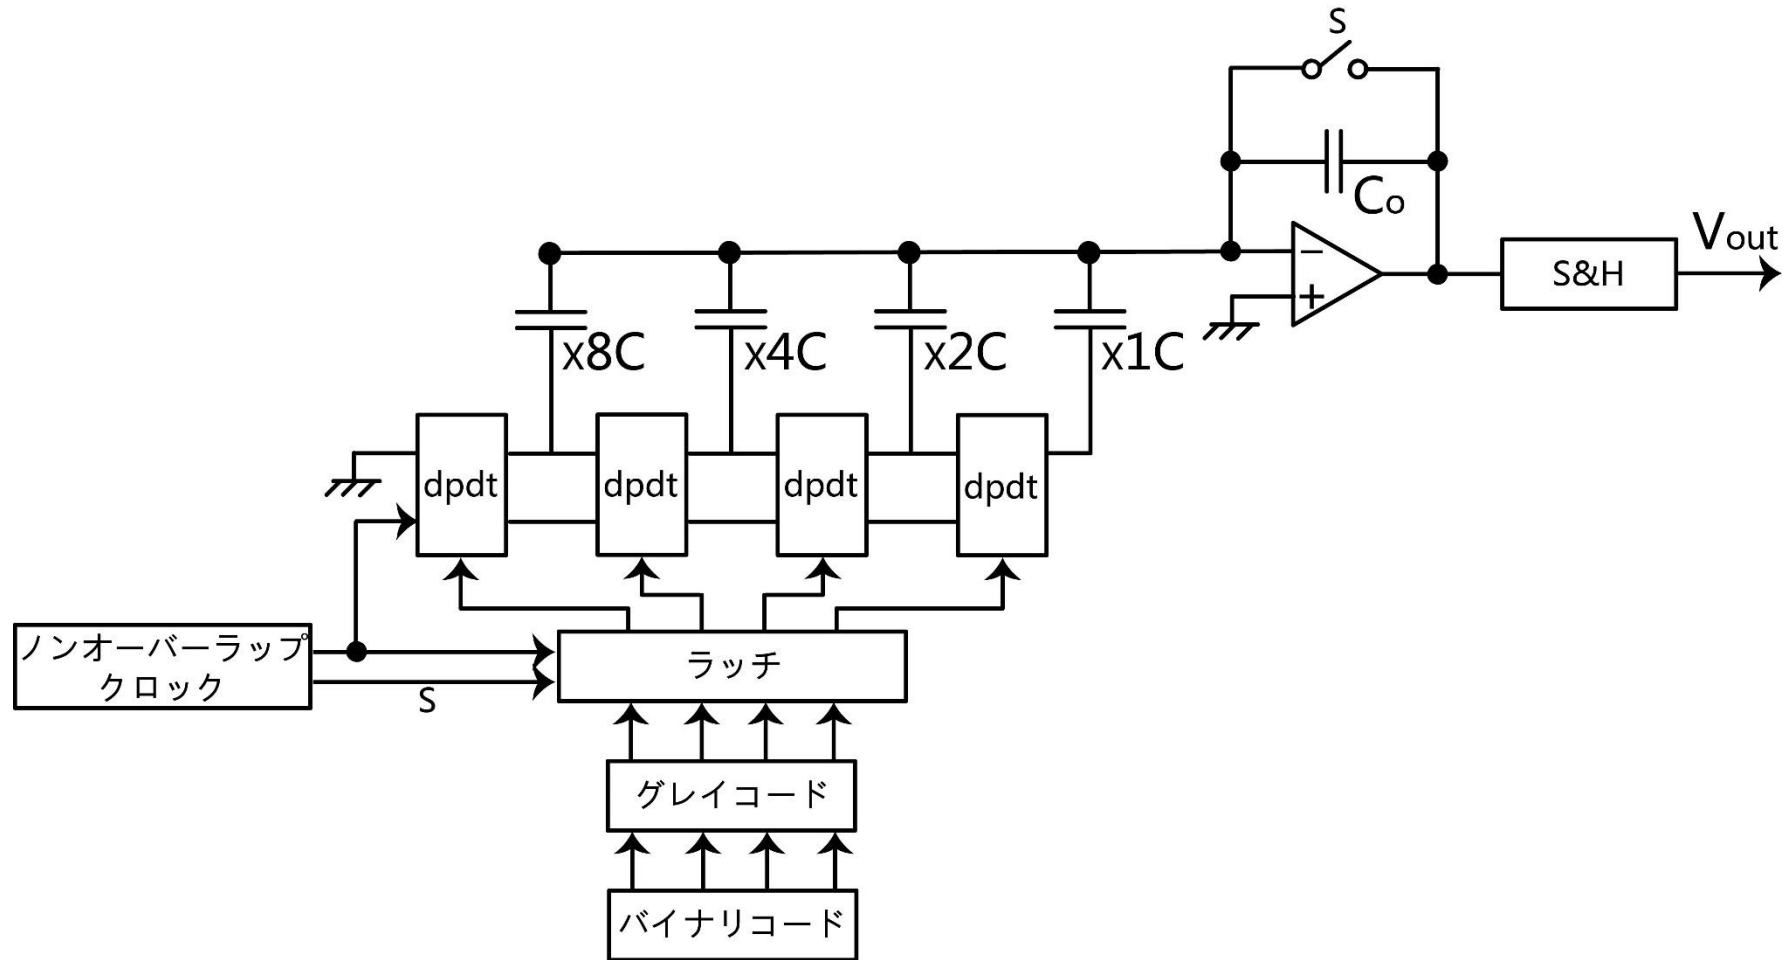 S
Co
Vout
S&H
− 
+
x8C
x4C
x2C
x1C
dpdt
dpdt
dpdt
dpdt
ノンオーバーラップ
クロック
S
ラッチ
グレイコード
バイナリコード